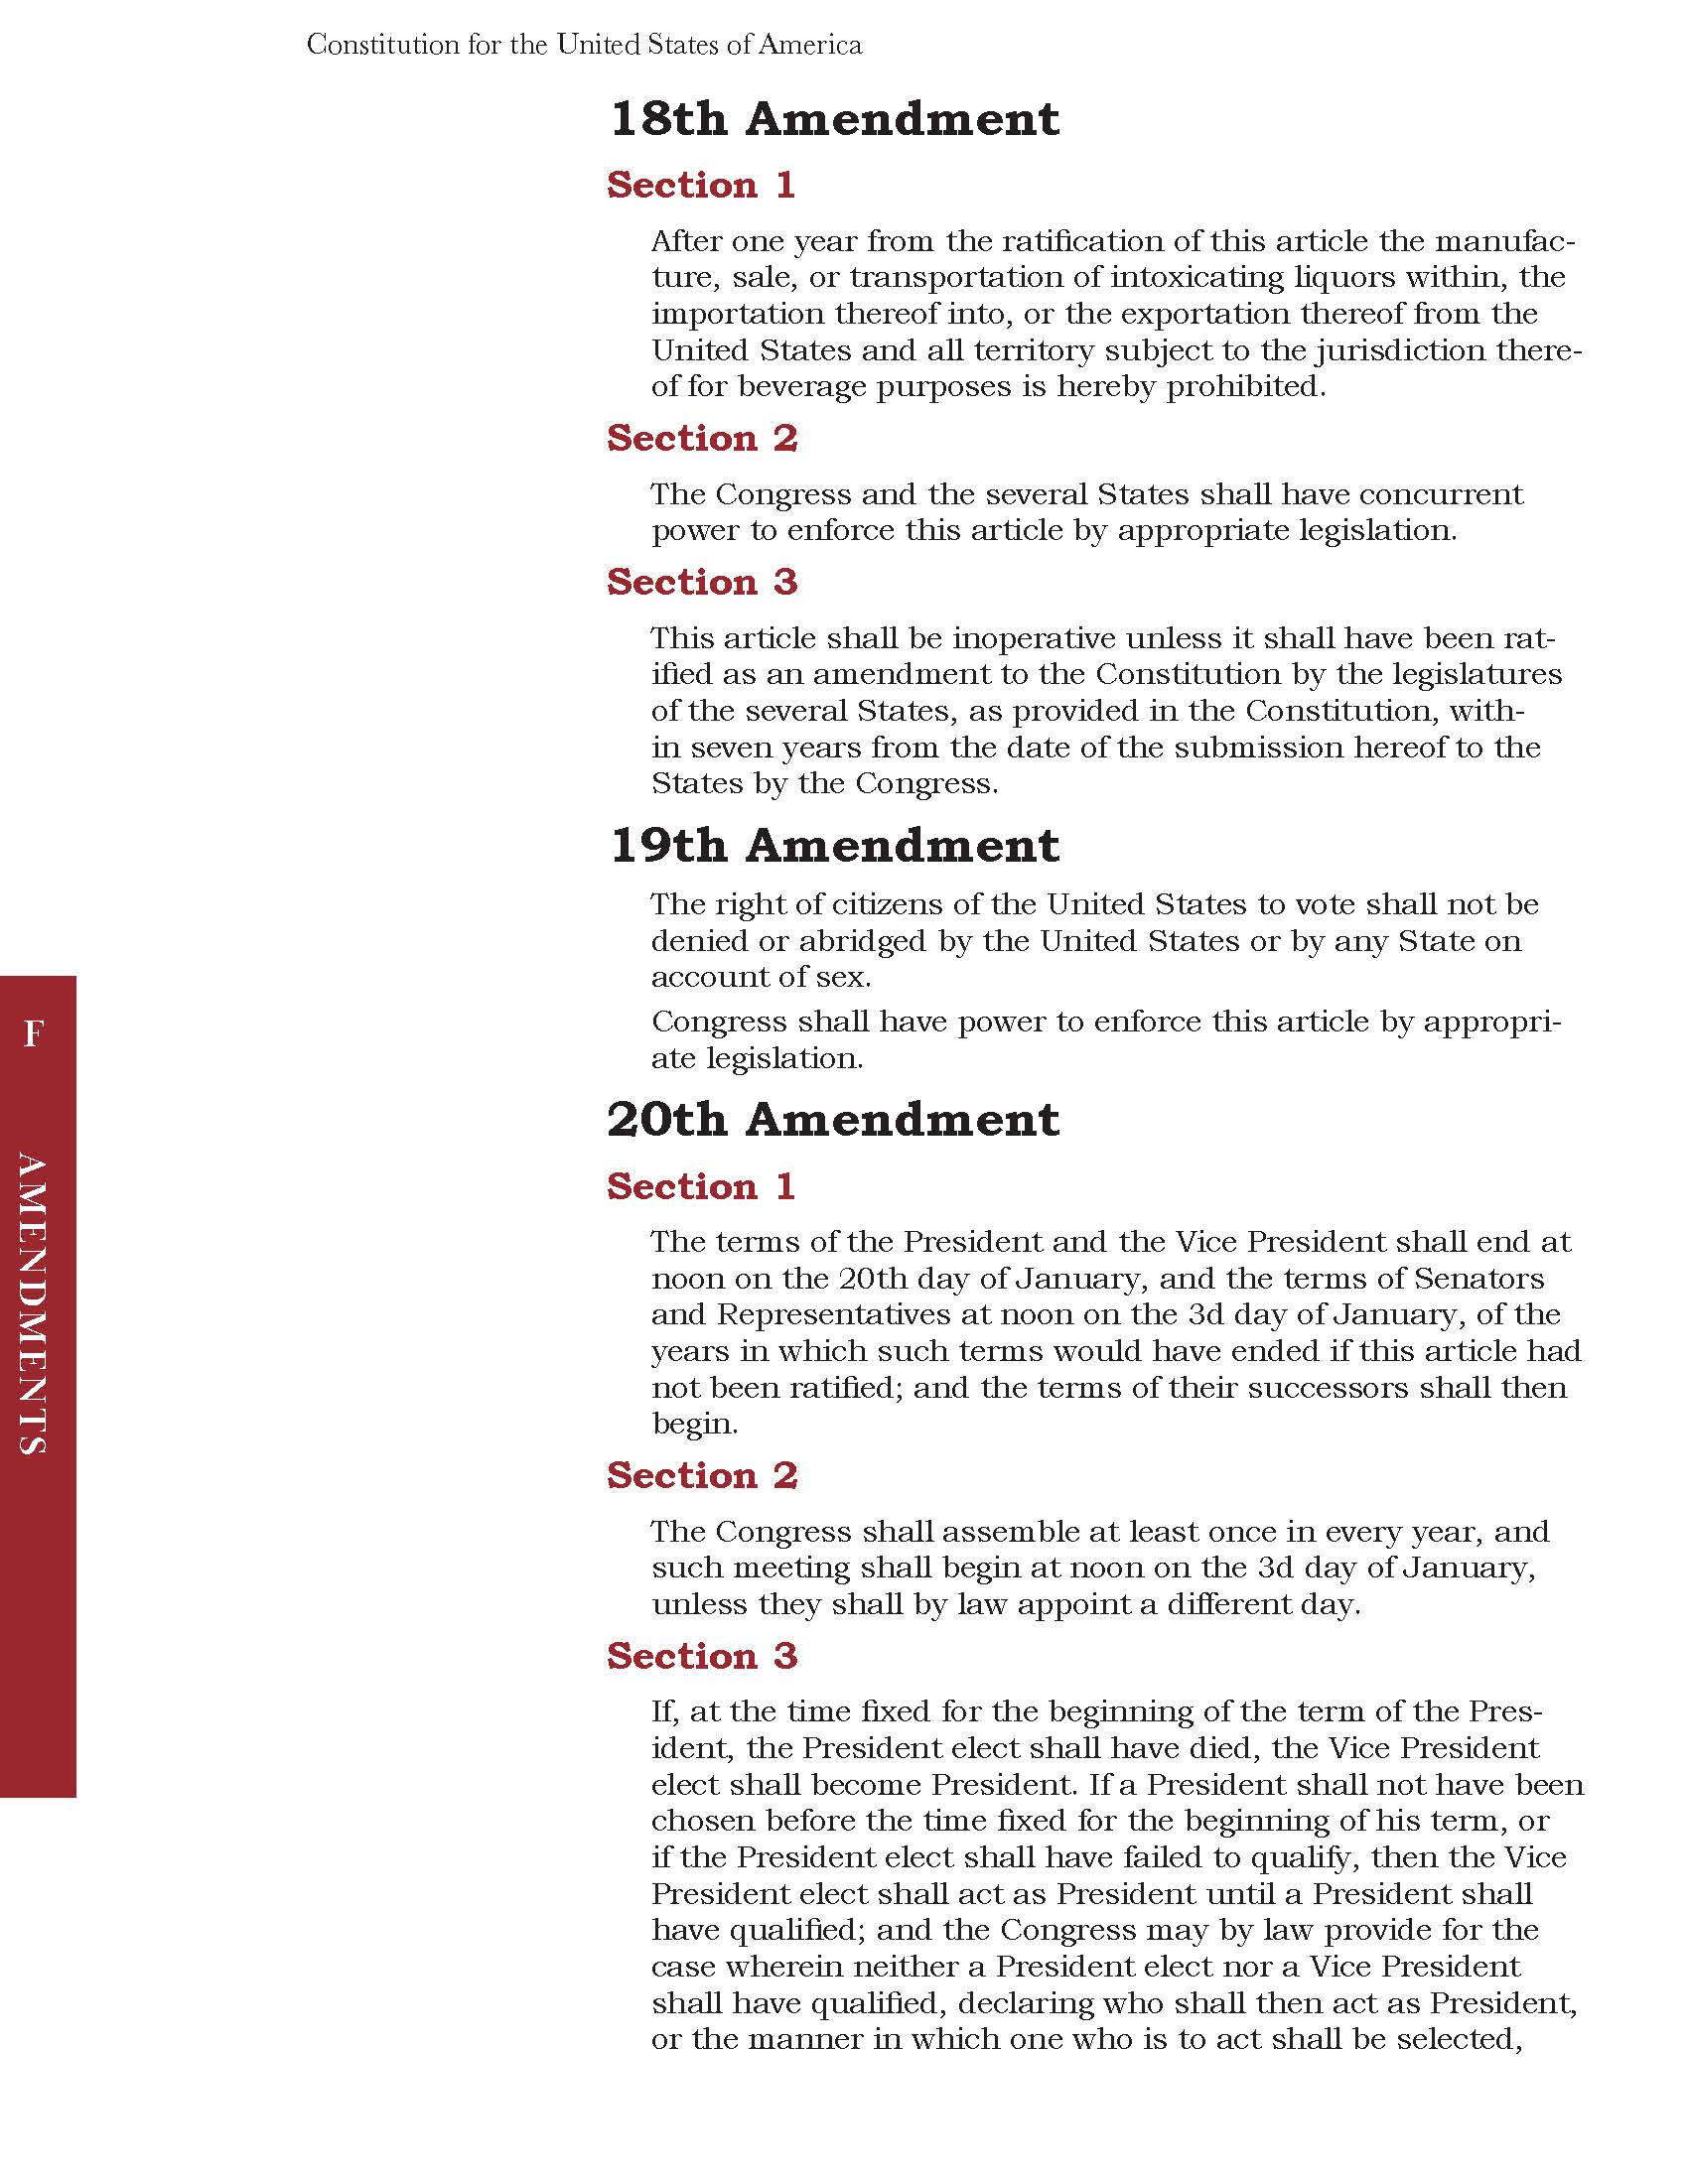 Constitution for the United States of America
18th Amendment
Section 1
After one year from the ratification of this article the manufac-
ture, sale, or transportation of intoxicating liquors within, the
importation thereof into, or the exportation thereof from the
United States and all territory subject to the jurisdiction there-
of for beverage purposes is hereby prohibited.
Section 2
The Congress and the several States shall have concurrent
power to enforce this article by appropriate legislation.
Section 3
This article shall be inoperative unless it shall have been rat-
ified as an amendment to the Constitution by the legislatures
of the several States, as provided in the Constitution, with-
in seven years from the date of the submission hereof to the
States by the Congress.
19th Amendment
The right of citizens of the United States to vote shall not be
denied or abridged by the United States or by any State on
account of sex.
Congress shall have power to enforce this article by appropri-
ate legislation.
20th Amendment
Section 1
The terms of the President and the Vice President shall end at
noon on the 20th day of January, and the terms of Senators
and Representatives at noon on the 3d day of January, of the
years in which such terms would have ended if this article had
not been ratified; and the terms of their successors shall then
begin.
Section 2
The Congress shall assemble at least once in every year, and
such meeting shall begin at noon on the 3d day of January,
unless they shall by law appoint a different day.
Section 3
If, at the time fixed for the beginning of the term of the Pres-
ident, the President elect shall have died, the Vice President
elect shall become President. If a President shall not have been
chosen before the time fixed for the beginning of his term, or
if the President elect shall have failed to qualify, then the Vice
President elect shall act as President until a President shall
have qualified; and the Congress may by law provide for the
case wherein neither a President elect nor a Vice President
shall have qualified, declaring who shall then act as President,
or the manner in which one who is to act shall be selected,
F
AMENDMENTS